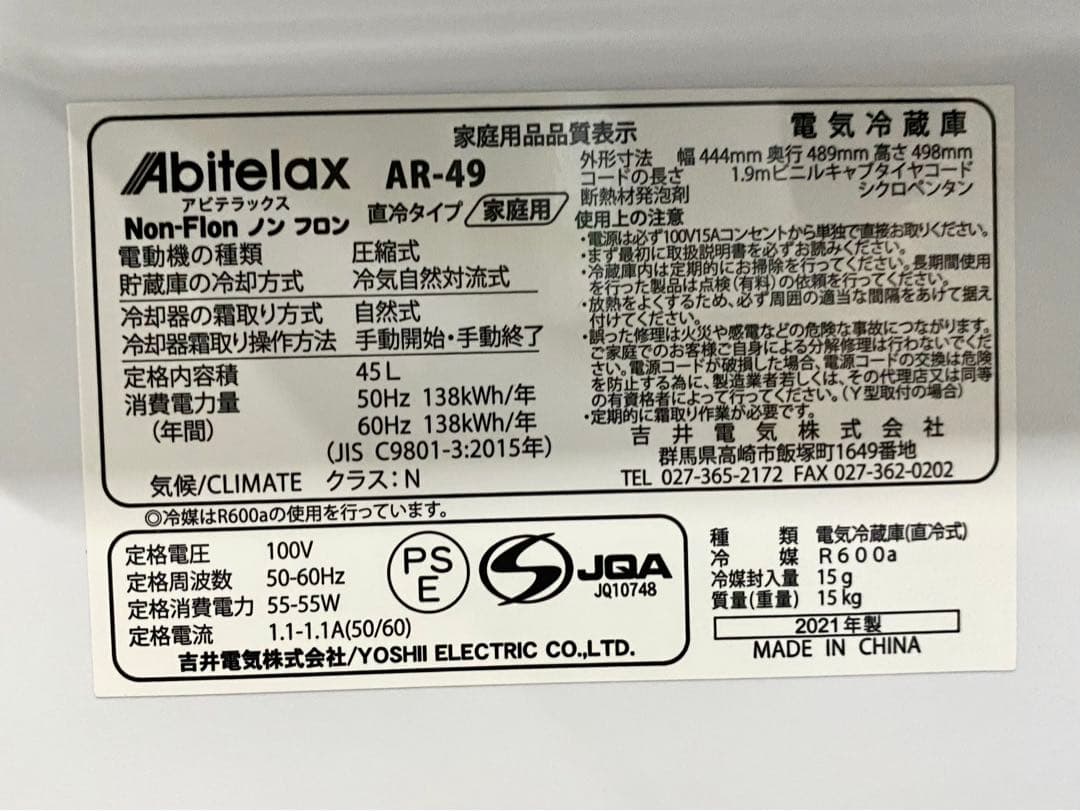 家庭用品品質表示
電気冷蔵庫
Abitelax AR-49
アビテラックス
Non-Flon ノンフロン 直冷タイプ 家庭用
電動機の種類 圧縮式
貯蔵庫の冷却方式 冷気自然対流式
冷却器の霜取り方式 自然式
冷却器霜取り操作方法 手動開始・手動終了
定格内容積 45L
消費電力量 50Hz 138kWh/年
(年間) 60Hz 138kWh/年
(JIS C9801-3:2015年)
気候/CLIMATE クラス:N
外形寸法 幅444mm 奥行489mm 高さ498mm
コードの長さ 1.9mビニルキャブタイヤコード
断熱材発泡剤 シクロペンタン
使用上の注意
・電源は必ず100V15Aコンセントから単独で直接お取りください。
・まず最初に取扱説明書を必ずお読みください。
・冷蔵庫内は定期的にお掃除を行ってください。長期間使用
を行った製品は点検(有料)の依頼を行ってください。
・放熱をよくするため、必ず周囲の適当な間隔をあけて据え
付けてください。
・誤った修理は火災や感電などの危険な事故につながります。
ご家庭でのお客様ご自身による分解修理は行わないでくだ
さい。電源コードが破損した場合、電源コードの交換は危険
を防止する為に、製造業者若しくは、その代理店又は同等
の有資格者によって行ってください。(Y型取付の場合)
・定期的に霜取り作業が必要です。
吉井電気株式会社
群馬県高崎市飯塚町1649番地
TEL 027-365-2172 FAX 027-362-0202
◎冷媒はR600aの使用を行っています。
定格電圧 100V
定格周波数 50-60Hz
定格消費電力 55-55W
定格電流 1.1-1.1A(50/60)
PS
E
JQA
JQ10748
吉井電気株式会社/YOSHII ELECTRIC CO.,LTD.
種類 電気冷蔵庫(直冷式)
冷媒 R600a
冷媒封入量 15g
質量(重量) 15kg
2021年製
MADE IN CHINA